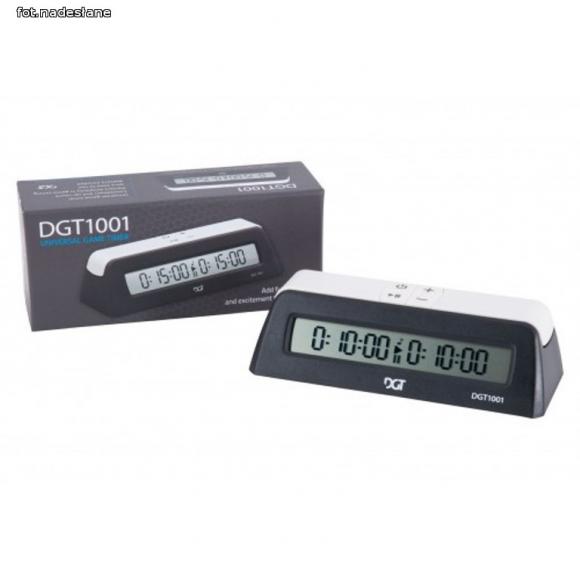 fot.nadesłane
DGT1001
DGT1001
UNIVERSAL GAME TIMER
0:15:00 0:15:00
DGT
Add f
and excitement
0:10:00 0:10:00
DGT
DGT1001